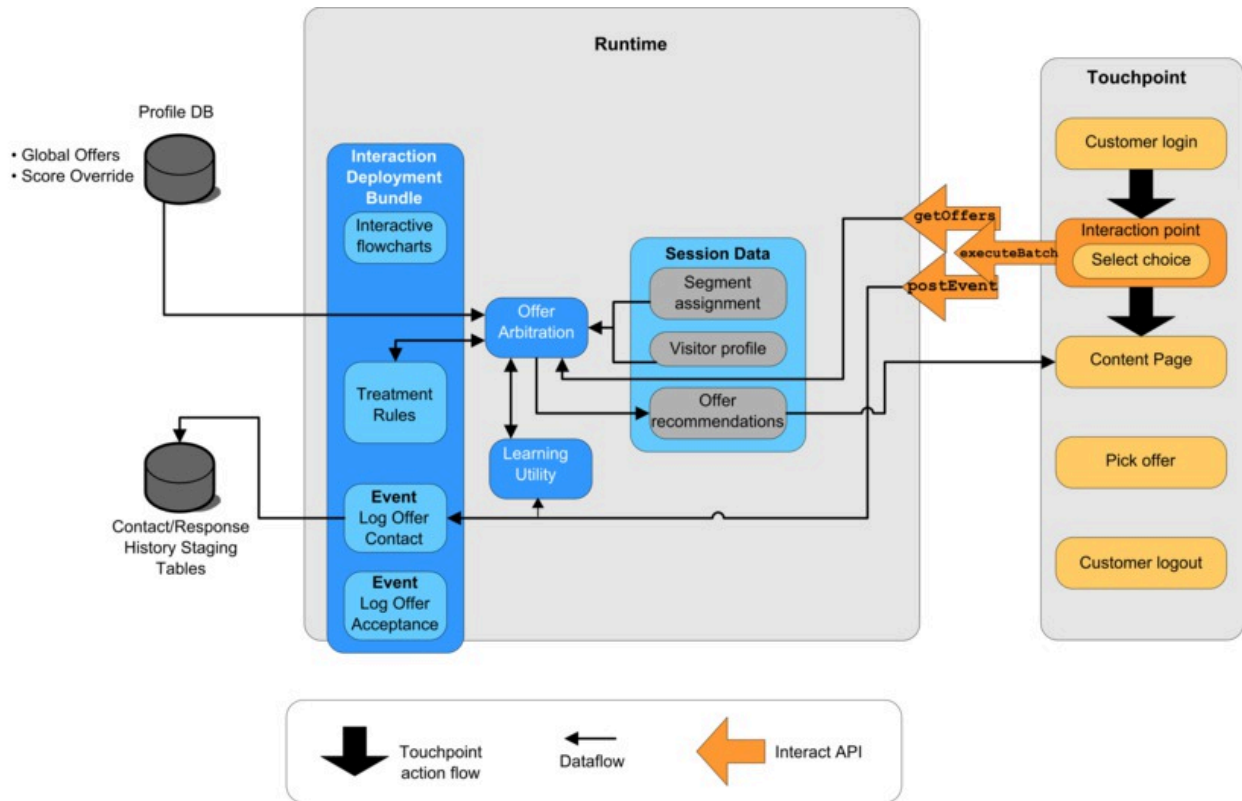 Runtime
Touchpoint
Profile DB
• Global Offers
• Score Override
Interaction
Deployment
Bundle
Interactive
flowcharts
Treatment
Rules
Event
Log Offer
Contact
Event
Log Offer
Acceptance
Contact/Response
History Staging
Tables
Offer
Arbitration
Learning
Utility
Session Data
Segment
assignment
Visitor profile
Offer
recommendations
getOffers
executeBatch
postEvent
Customer login
Interaction point
Select choice
Content Page
Pick offer
Customer logout
Touchpoint
action flow
Dataflow
Interact API